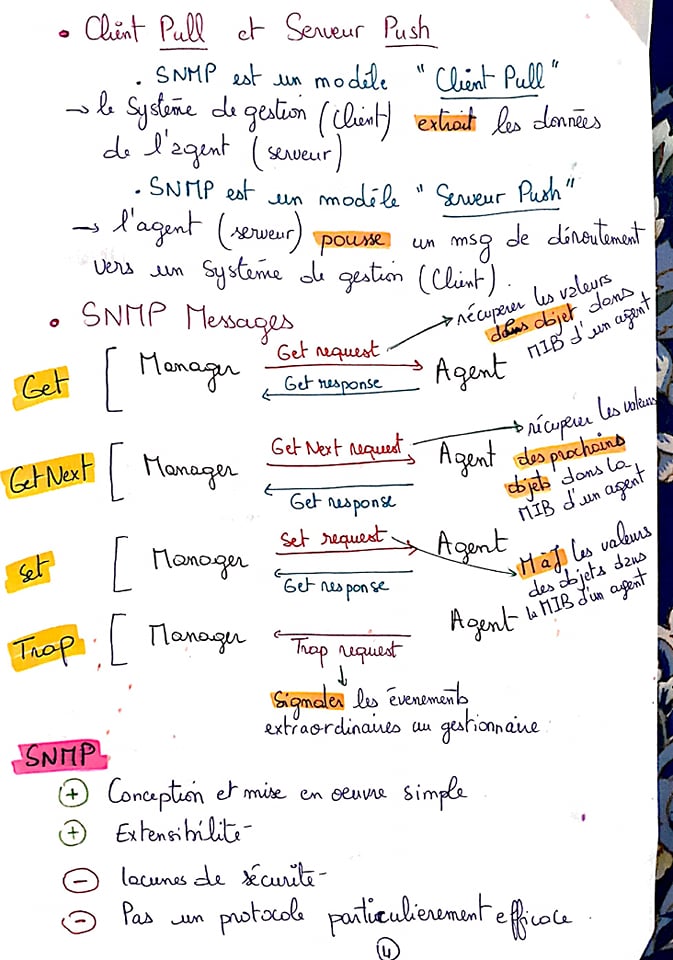 • Client Pull et Serveur Push
. SNMP est un modèle "Client Pull"
→ le Système de gestion (Client) extrait les données
de l'agent (serveur)
. SNMP est un modèle "Serveur Push"
→ l'agent (serveur) pousse un msg de déroutement
vers un Système de gestion (Client).
• SNMP Messages
Get [ Manager Get request Agent
Get response
récupérer les valeurs
dans objet dans
MIB d'un agent
GetNext [ Manager Get Next request Agent
Get response
récupérer les valeurs
des prochains
objets dans la
MIB d'un agent
Set [ Manager Set request Agent
Get response
MàJ les valeurs
des objets dans
la MIB d'un agent
Trap : [ Manager Trap request Agent
Signaler les évenements
extraordinaires au gestionnaire.
SNMP
+ Conception et mise en oeuvre simple
+ Extensibilité
- lacunes de sécurité
- Pas un protocole particulièrement efficace.
4